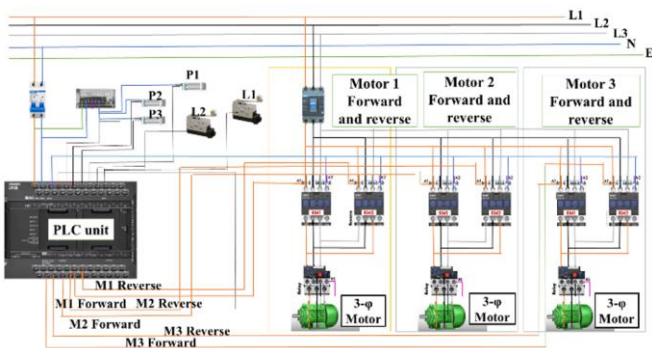 L1
L2
L3
N
E
P1
P2
P3
L1
L2
Motor 1
Forward
and reverse
Motor 2
Forward and
reverse
Motor 3
Forward and
reverse
PLC unit
M1 Reverse
M1 Forward
M2 Reverse
M2 Forward
M3 Reverse
M3 Forward
3-φ
Motor
3-φ
Motor
3-φ
Motor